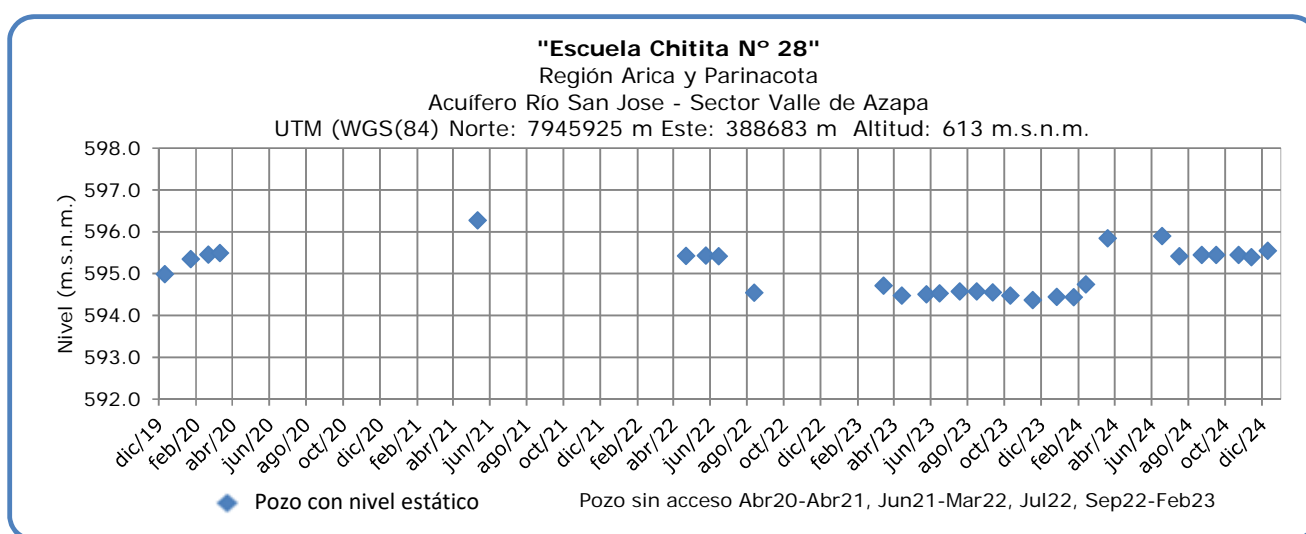 "Escuela Chitita Nº 28"
Región Arica y Parinacota
Acuífero Río San Jose - Sector Valle de Azapa
UTM (WGS(84) Norte: 7945925 m Este: 388683 m Altitud: 613 m.s.n.m.
Nivel (m.s.n.m.)
598.0
597.0
596.0
595.0
594.0
593.0
592.0
dic/19
feb/20
abr/20
jun/20
ago/20
oct/20
dic/20
feb/21
abr/21
jun/21
ago/21
oct/21
dic/21
feb/22
abr/22
jun/22
ago/22
oct/22
dic/22
feb/23
abr/23
jun/23
ago/23
oct/23
dic/23
feb/24
abr/24
jun/24
ago/24
oct/24
dic/24
Pozo con nivel estático
Pozo sin acceso Abr20-Abr21, Jun21-Mar22, Jul22, Sep22-Feb23